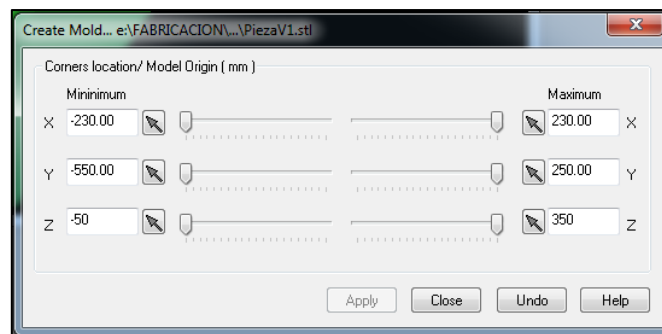 Create Mold... e:\FABRICACION\...\PiezaV1.stl
Corners location/ Model Origin ( mm )
Mininimum Maximum
X -230.00 230.00 X
Y -550.00 250.00 Y
Z -50 350 Z
Apply Close Undo Help